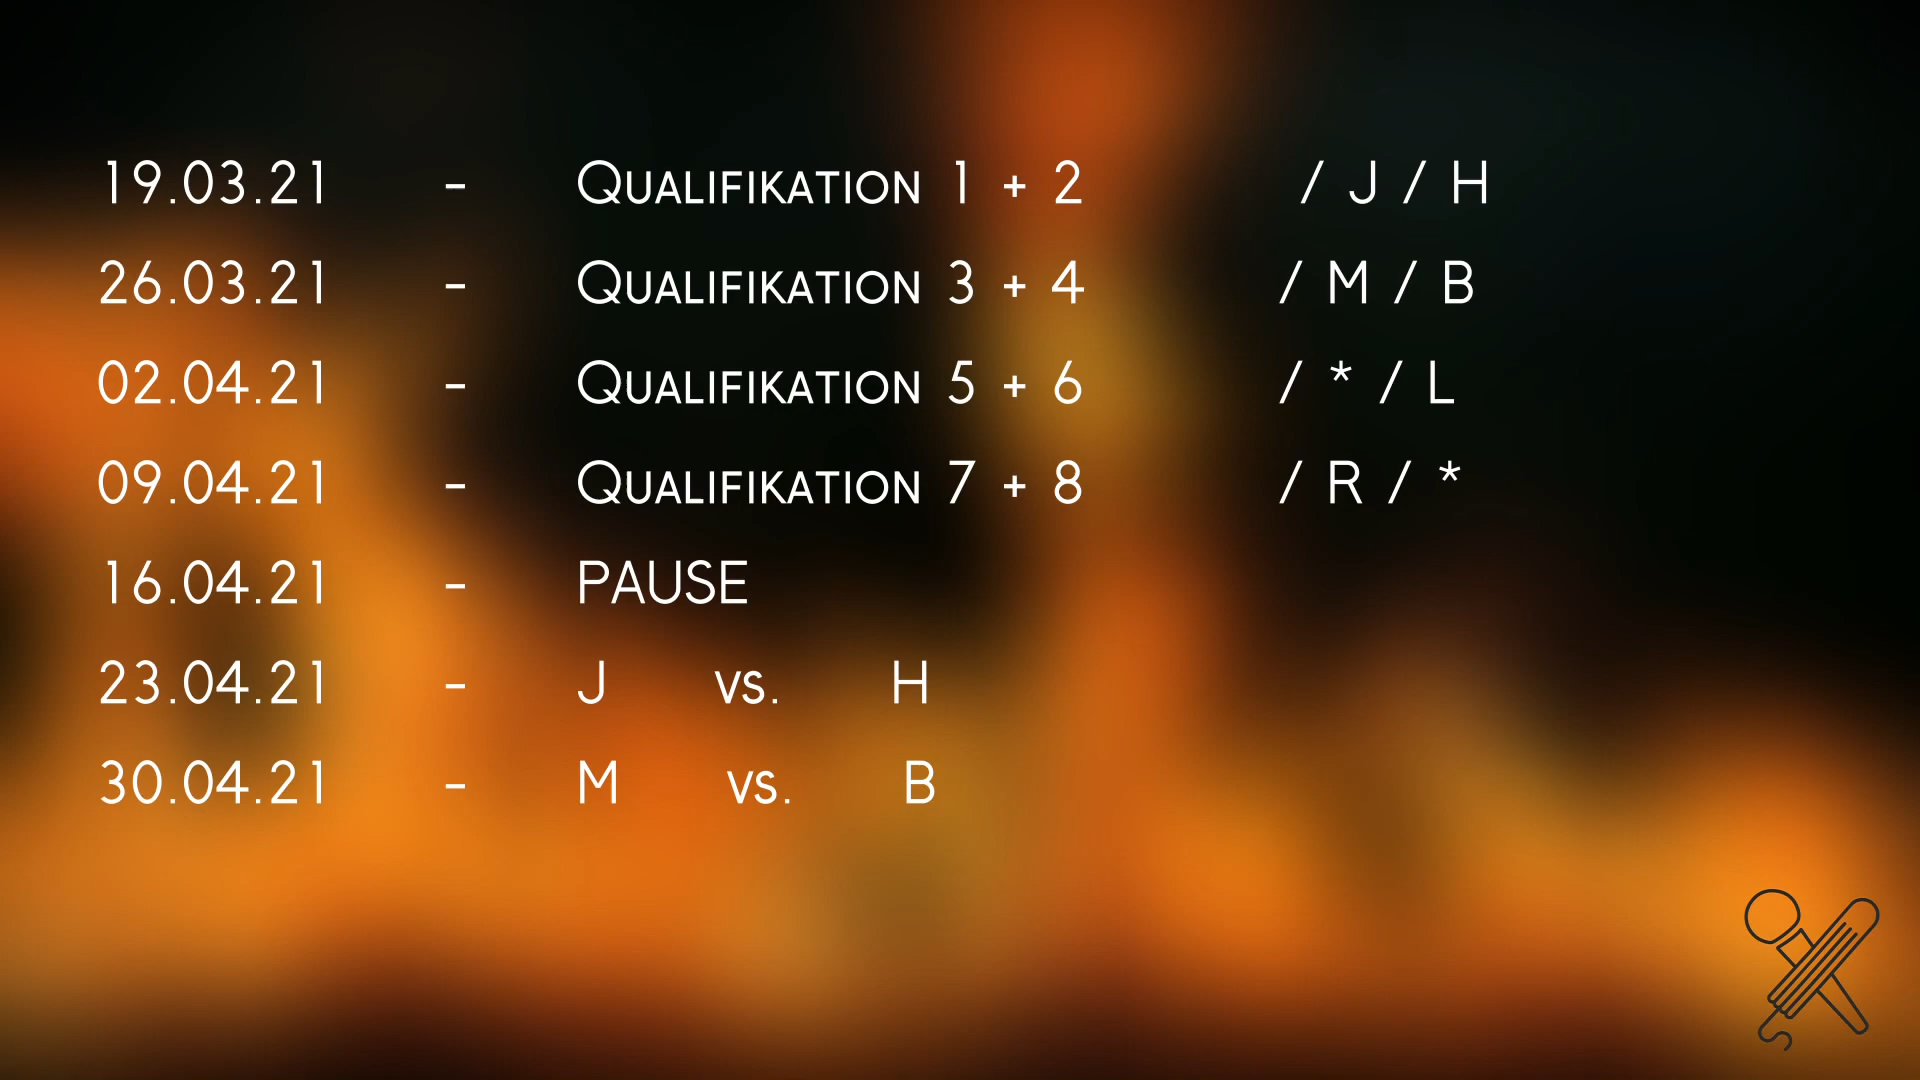 19.03.21 - Qualifikation 1 + 2 / J / H
26.03.21 - Qualifikation 3 + 4 / M / B
02.04.21 - Qualifikation 5 + 6 / * / L
09.04.21 - Qualifikation 7 + 8 / R / *
16.04.21 - PAUSE
23.04.21 - J vs. H
30.04.21 - M vs. B